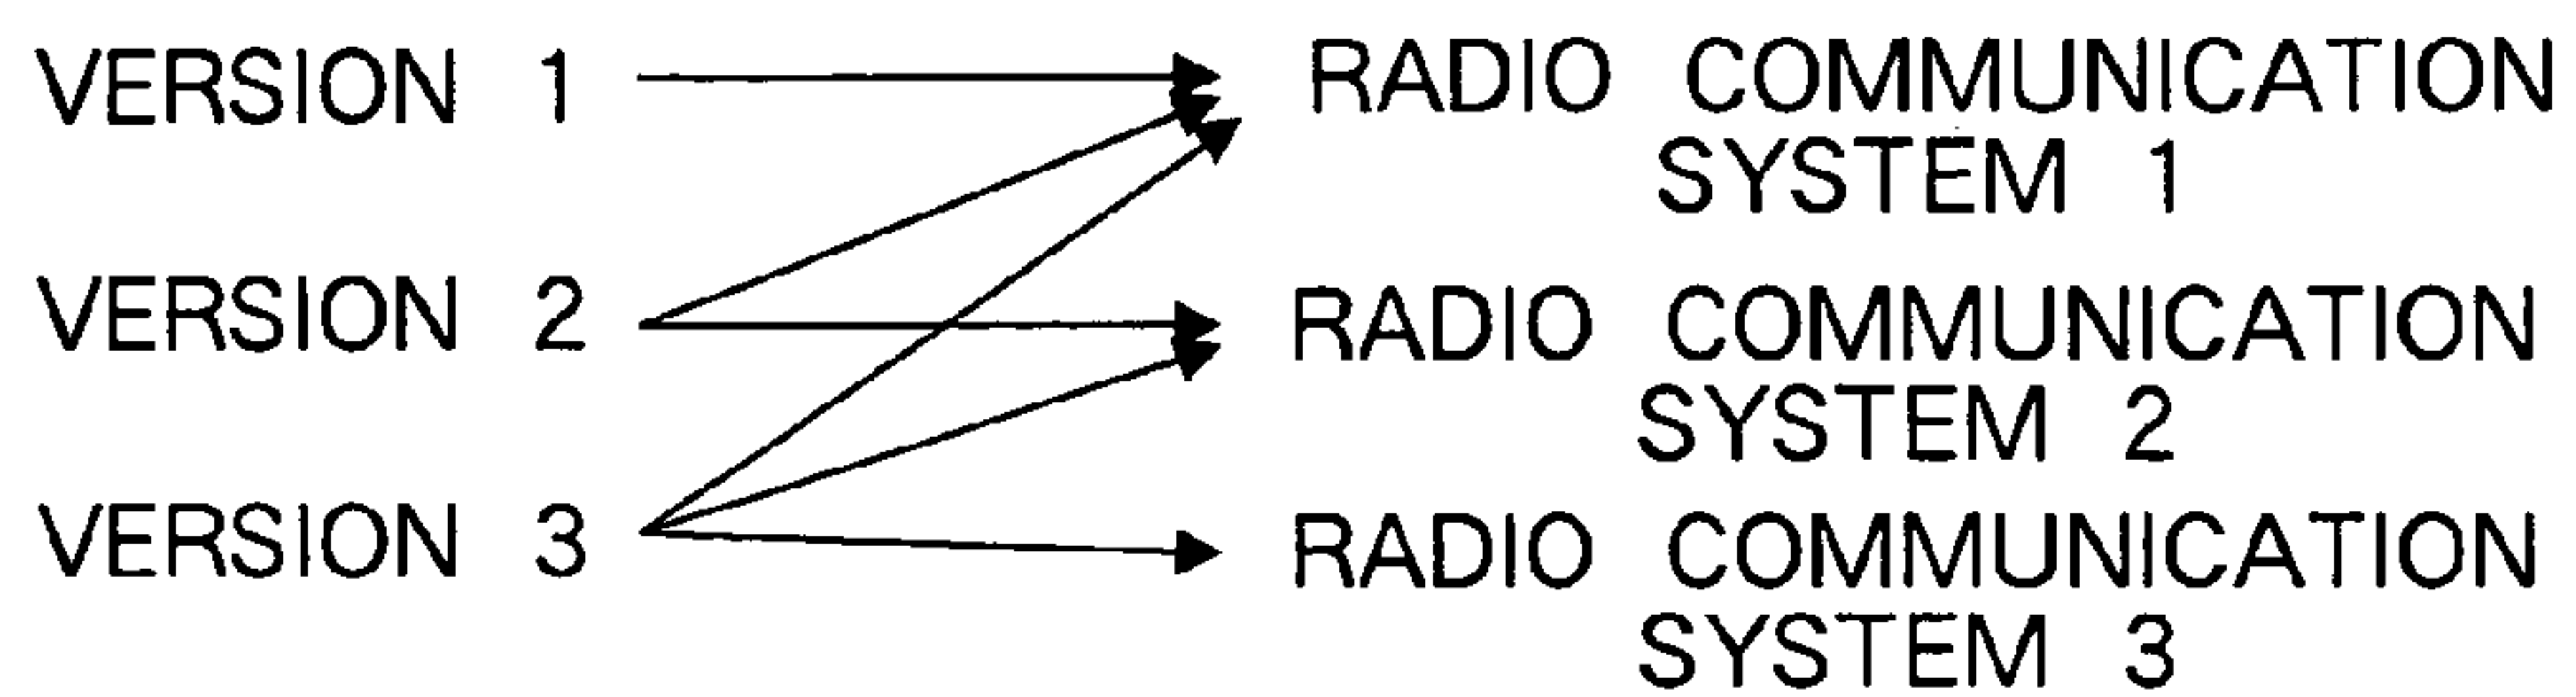 VERSION 1
RADIO COMMUNICATION
SYSTEM 1
VERSION 2
RADIO COMMUNICATION
SYSTEM 2
VERSION 3
RADIO COMMUNICATION
SYSTEM 3